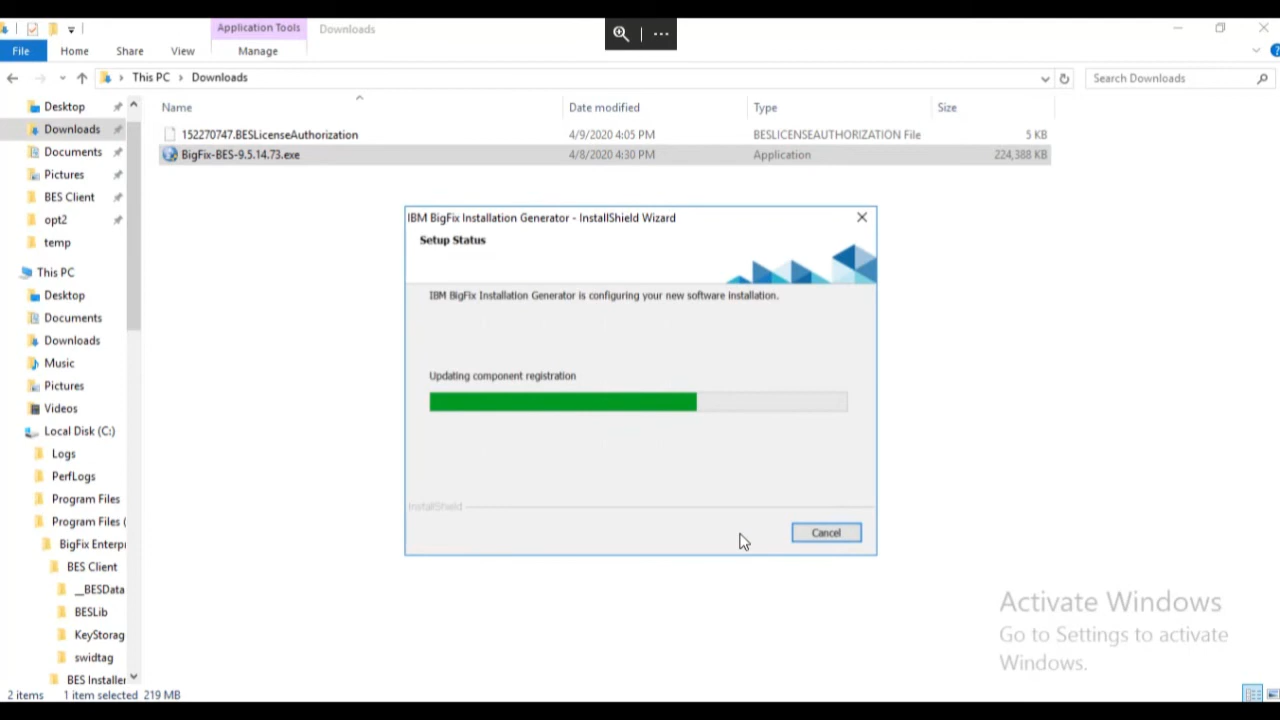 Application Tools Downloads
File Home Share View Manage
This PC Downloads Search Downloads
Name Date modified Type Size
152270747.BESLicenseAuthorization 4/9/2020 4:05 PM BESLICENSEAUTHORIZATION File 5 KB
BigFix-BES-9.5.14.73.exe 4/8/2020 4:30 PM Application 224,388 KB
Desktop
Downloads
Documents
Pictures
BES Client
opt2
temp
This PC
Desktop
Documents
Downloads
Music
Pictures
Videos
Local Disk (C:)
Logs
PerfLogs
Program Files
Program Files (
BigFix Enterpr
BES Client
__BESData
BESLib
KeyStorag
swidtag
BES Installer
IBM BigFix Installation Generator - InstallShield Wizard
Setup Status
IBM BigFix Installation Generator is configuring your new software installation.
Updating component registration
InstallShield
Cancel
Activate Windows
Go to Settings to activate
Windows.
2 items 1 item selected 219 MB